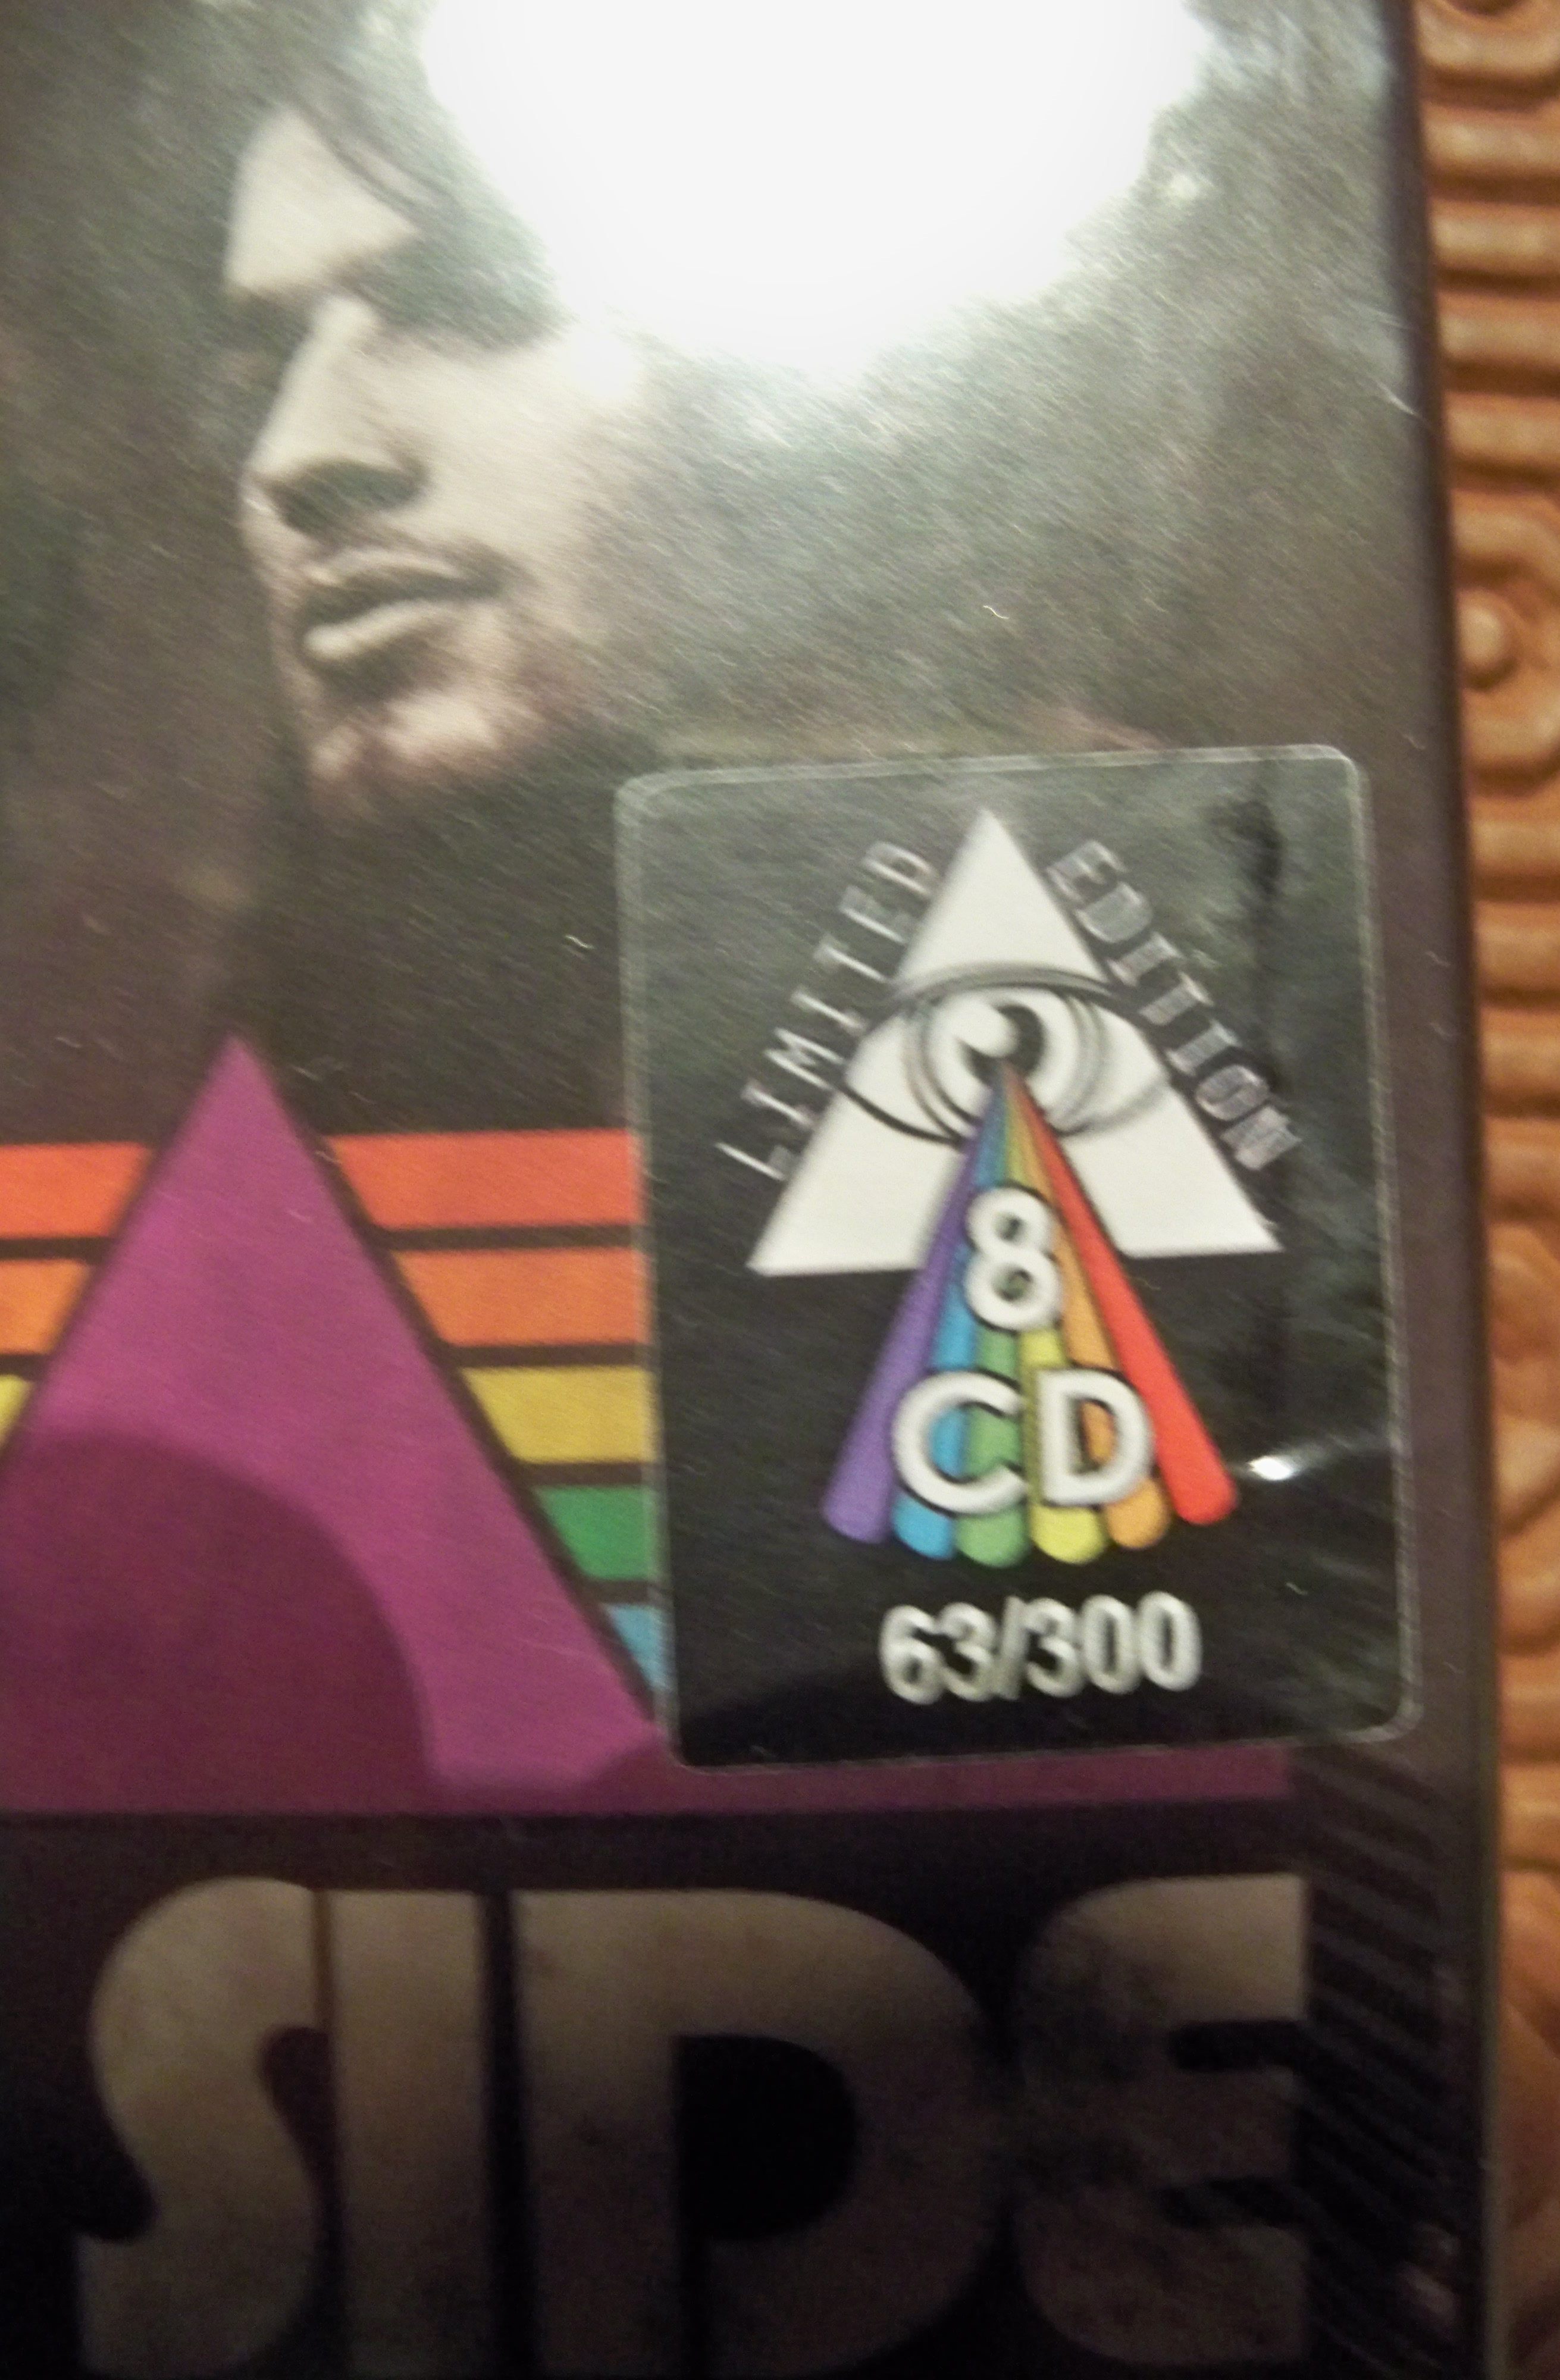 LIMITED EDITION
8
CD
63/300
SIDE